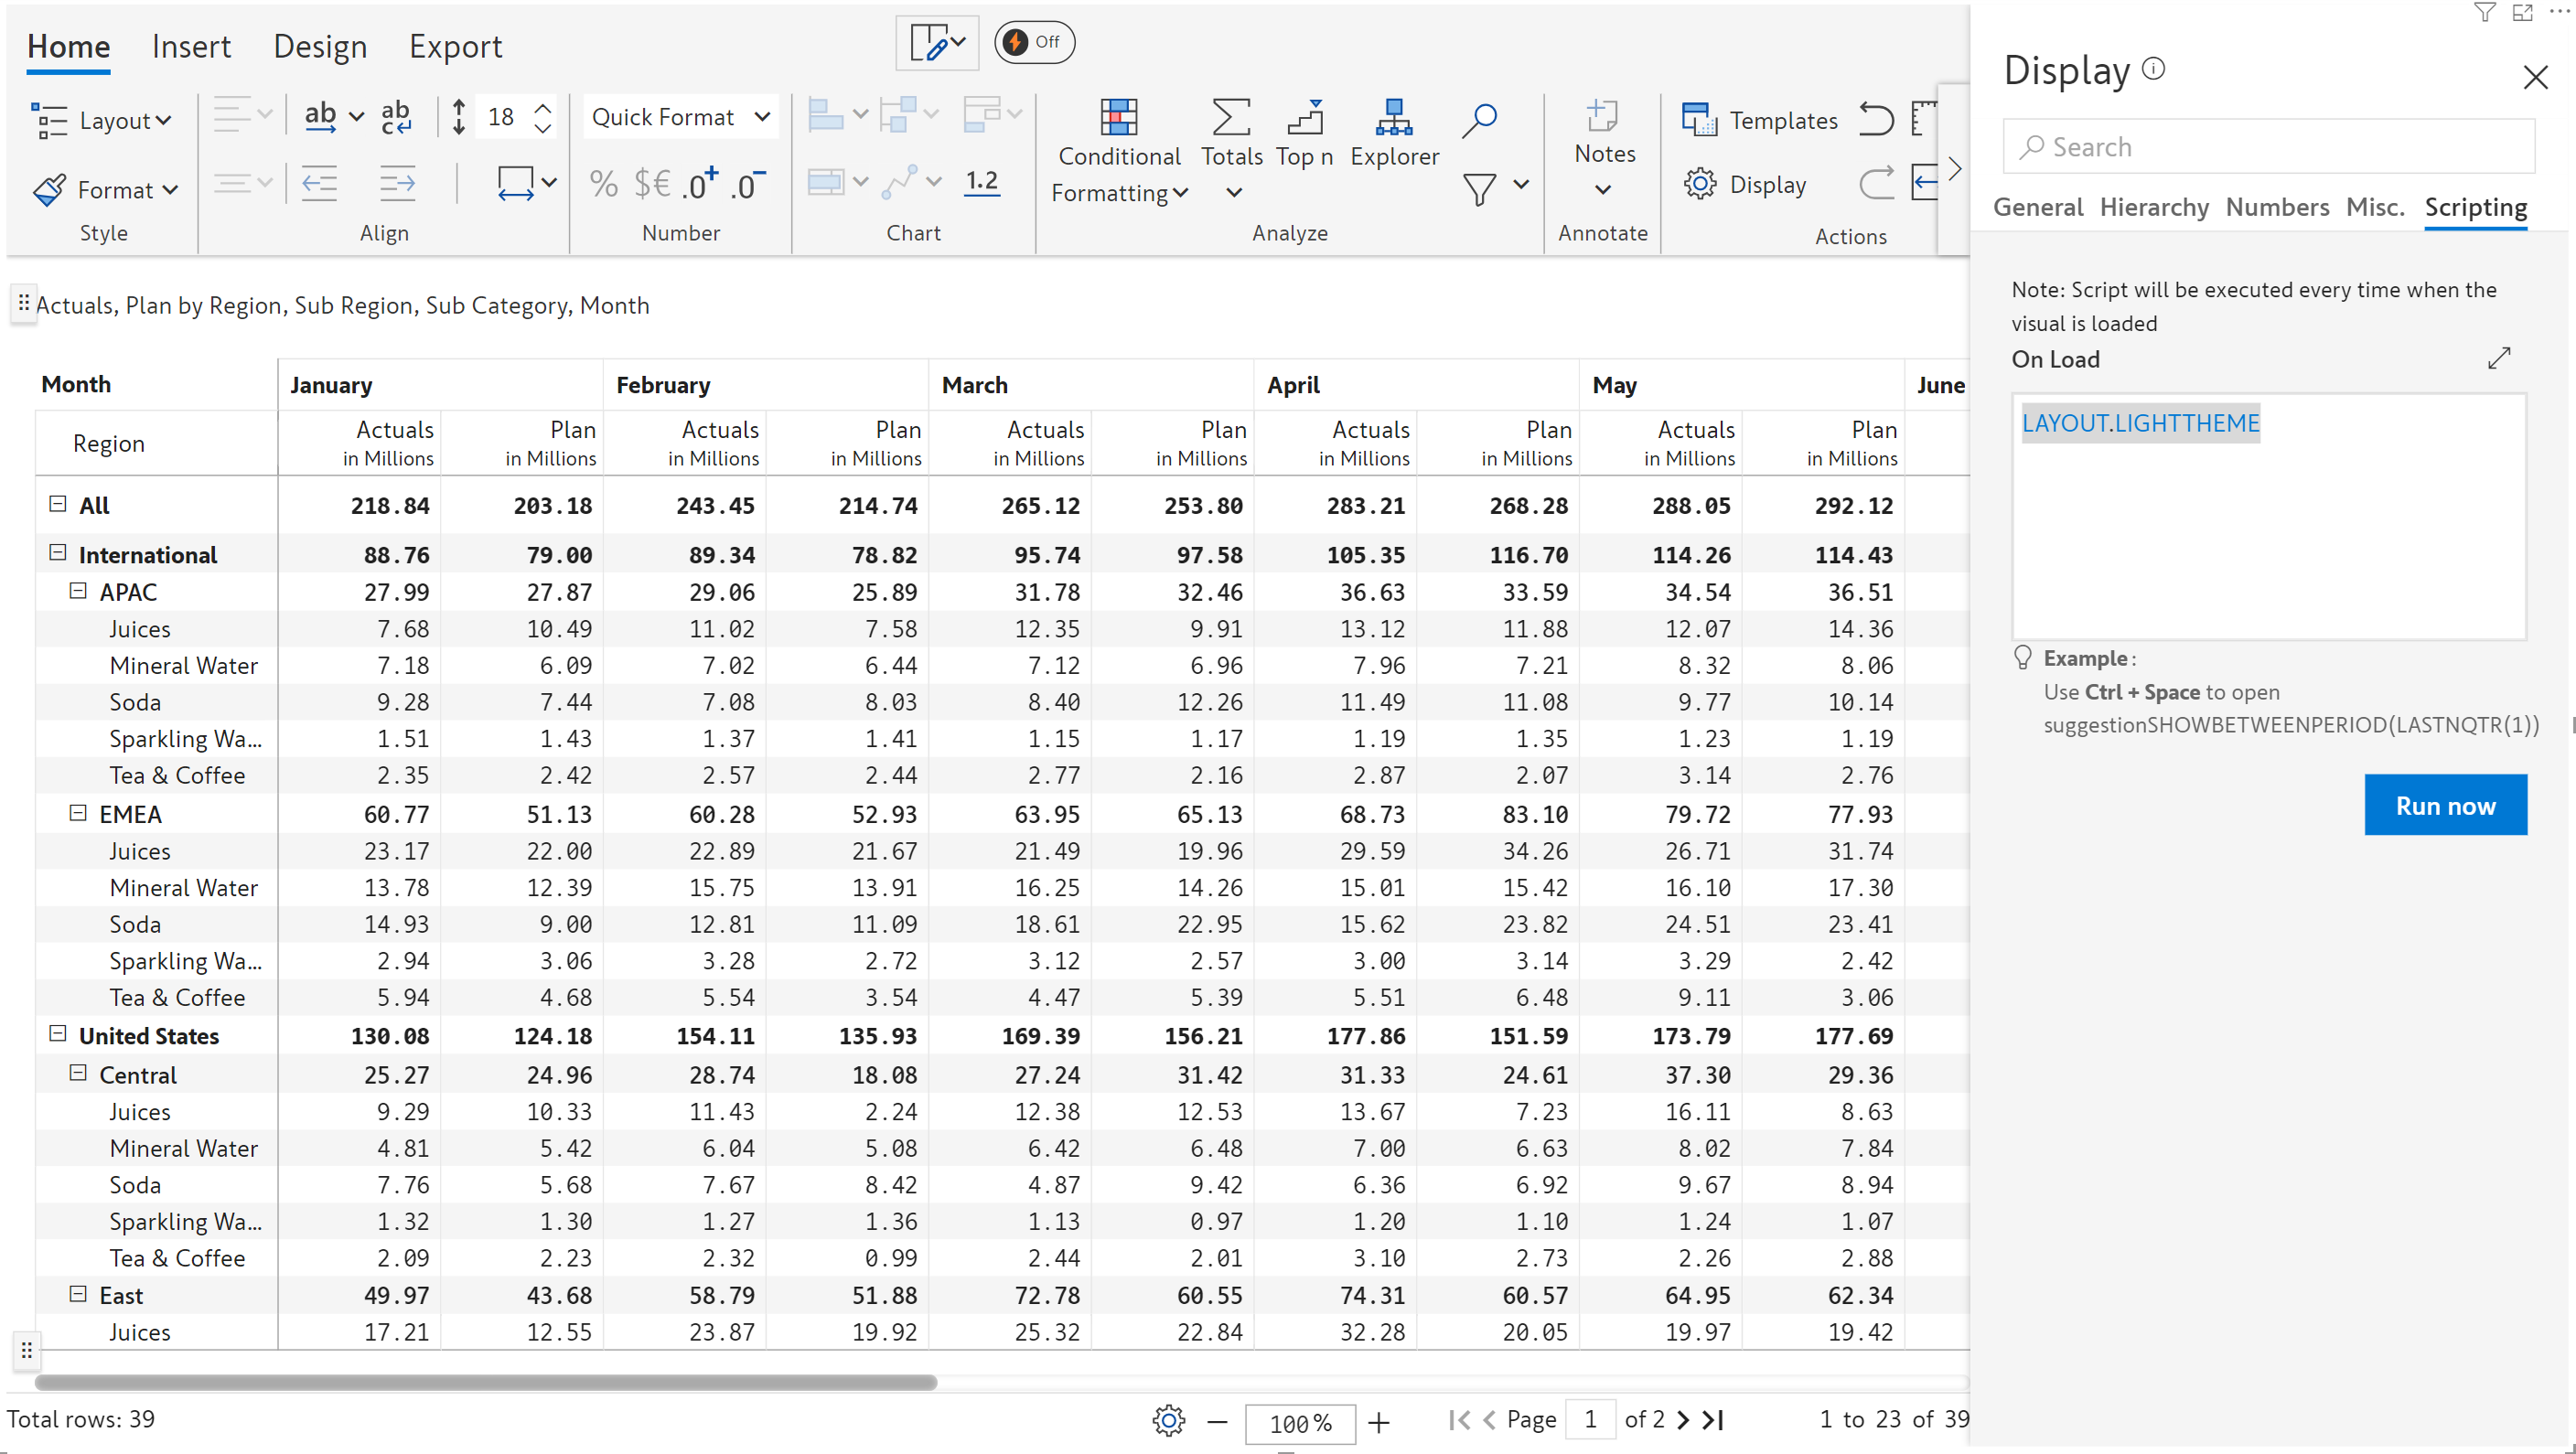 Home Insert Design Export Off
Layout ab ab c 18 Quick Format Conditional Formatting Totals Top n Explorer Notes Templates
Format % $€ .0+ .0- 1.2 Display
Style Align Number Chart Analyze Annotate Actions
Actuals, Plan by Region, Sub Region, Sub Category, Month
Month January February March April May June
Region Actuals Plan Actuals Plan Actuals Plan Actuals Plan Actuals Plan
in Millions in Millions in Millions in Millions in Millions in Millions in Millions in Millions in Millions in Millions
All 218.84 203.18 243.45 214.74 265.12 253.80 283.21 268.28 288.05 292.12
International 88.76 79.00 89.34 78.82 95.74 97.58 105.35 116.70 114.26 114.43
APAC 27.99 27.87 29.06 25.89 31.78 32.46 36.63 33.59 34.54 36.51
Juices 7.68 10.49 11.02 7.58 12.35 9.91 13.12 11.88 12.07 14.36
Mineral Water 7.18 6.09 7.02 6.44 7.12 6.96 7.96 7.21 8.32 8.06
Soda 9.28 7.44 7.08 8.03 8.40 12.26 11.49 11.08 9.77 10.14
Sparkling Wa... 1.51 1.43 1.37 1.41 1.15 1.17 1.19 1.35 1.23 1.19
Tea & Coffee 2.35 2.42 2.57 2.44 2.77 2.16 2.87 2.07 3.14 2.76
EMEA 60.77 51.13 60.28 52.93 63.95 65.13 68.73 83.10 79.72 77.93
Juices 23.17 22.00 22.89 21.67 21.49 19.96 29.59 34.26 26.71 31.74
Mineral Water 13.78 12.39 15.75 13.91 16.25 14.26 15.01 15.42 16.10 17.30
Soda 14.93 9.00 12.81 11.09 18.61 22.95 15.62 23.82 24.51 23.41
Sparkling Wa... 2.94 3.06 3.28 2.72 3.12 2.57 3.00 3.14 3.29 2.42
Tea & Coffee 5.94 4.68 5.54 3.54 4.47 5.39 5.51 6.48 9.11 3.06
United States 130.08 124.18 154.11 135.93 169.39 156.21 177.86 151.59 173.79 177.69
Central 25.27 24.96 28.74 18.08 27.24 31.42 31.33 24.61 37.30 29.36
Juices 9.29 10.33 11.43 2.24 12.38 12.53 13.67 7.23 16.11 8.63
Mineral Water 4.81 5.42 6.04 5.08 6.42 6.48 7.00 6.63 8.02 7.84
Soda 7.76 5.68 7.67 8.42 4.87 9.42 6.36 6.92 9.67 8.94
Sparkling Wa... 1.32 1.30 1.27 1.36 1.13 0.97 1.20 1.10 1.24 1.07
Tea & Coffee 2.09 2.23 2.32 0.99 2.44 2.01 3.10 2.73 2.26 2.88
East 49.97 43.68 58.79 51.88 72.78 60.55 74.31 60.57 64.95 62.34
Juices 17.21 12.55 23.87 19.92 25.32 22.84 32.28 20.05 19.97 19.42
Total rows: 39 100% Page 1 of 2 1 to 23 of 39
Display
Search
General Hierarchy Numbers Misc. Scripting
Note: Script will be executed every time when the
visual is loaded
On Load
LAYOUT.LIGHTTHEME
Example :
Use Ctrl + Space to open
suggestionSHOWBETWEENPERIOD(LASTNQTR(1))
Run now